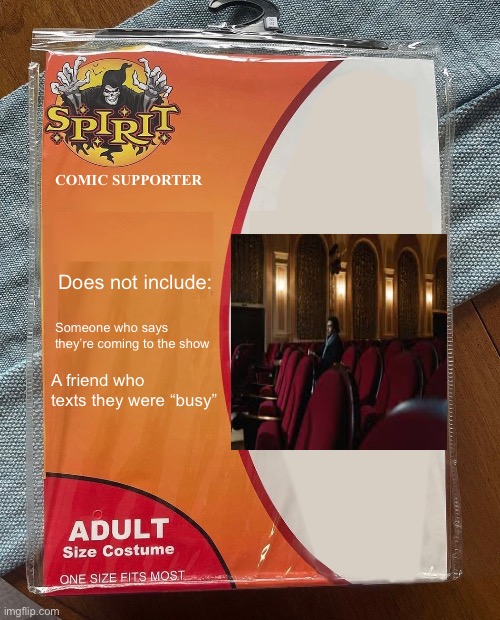 SPIRIT
COMIC SUPPORTER
Does not include:
Someone who says
they’re coming to the show
A friend who
texts they were “busy”
ADULT
Size Costume
ONE SIZE FITS MOST
imgflip.com